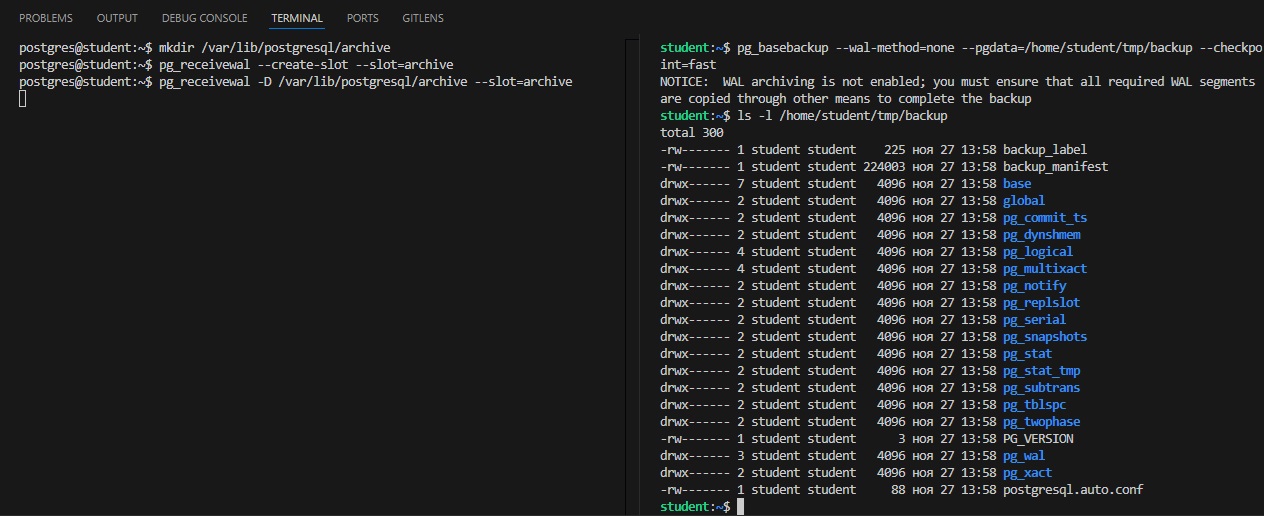 PROBLEMS OUTPUT DEBUG CONSOLE TERMINAL PORTS GITLENS
postgres@student:~$ mkdir /var/lib/postgresql/archive
postgres@student:~$ pg_receivewal --create-slot --slot=archive
postgres@student:~$ pg_receivewal -D /var/lib/postgresql/archive --slot=archive
student:~$ pg_basebackup --wal-method=none --pgdata=/home/student/tmp/backup --checkpo
int=fast
NOTICE:  WAL archiving is not enabled; you must ensure that all required WAL segments
are copied through other means to complete the backup
student:~$ ls -l /home/student/tmp/backup
total 300
-rw------- 1 student student    225 ноя 27 13:58 backup_label
-rw------- 1 student student 224003 ноя 27 13:58 backup_manifest
drwx------ 7 student student   4096 ноя 27 13:58 base
drwx------ 2 student student   4096 ноя 27 13:58 global
drwx------ 2 student student   4096 ноя 27 13:58 pg_commit_ts
drwx------ 2 student student   4096 ноя 27 13:58 pg_dynshmem
drwx------ 4 student student   4096 ноя 27 13:58 pg_logical
drwx------ 4 student student   4096 ноя 27 13:58 pg_multixact
drwx------ 2 student student   4096 ноя 27 13:58 pg_notify
drwx------ 2 student student   4096 ноя 27 13:58 pg_replslot
drwx------ 2 student student   4096 ноя 27 13:58 pg_serial
drwx------ 2 student student   4096 ноя 27 13:58 pg_snapshots
drwx------ 2 student student   4096 ноя 27 13:58 pg_stat
drwx------ 2 student student   4096 ноя 27 13:58 pg_stat_tmp
drwx------ 2 student student   4096 ноя 27 13:58 pg_subtrans
drwx------ 2 student student   4096 ноя 27 13:58 pg_tblspc
drwx------ 2 student student   4096 ноя 27 13:58 pg_twophase
-rw------- 1 student student      3 ноя 27 13:58 PG_VERSION
drwx------ 3 student student   4096 ноя 27 13:58 pg_wal
drwx------ 2 student student   4096 ноя 27 13:58 pg_xact
-rw------- 1 student student     88 ноя 27 13:58 postgresql.auto.conf
student:~$